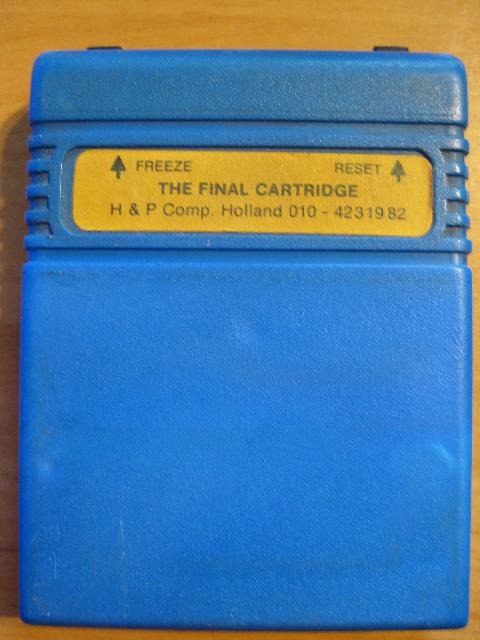 FREEZE RESET
THE FINAL CARTRIDGE
H & P Comp. Holland 010 - 4231982